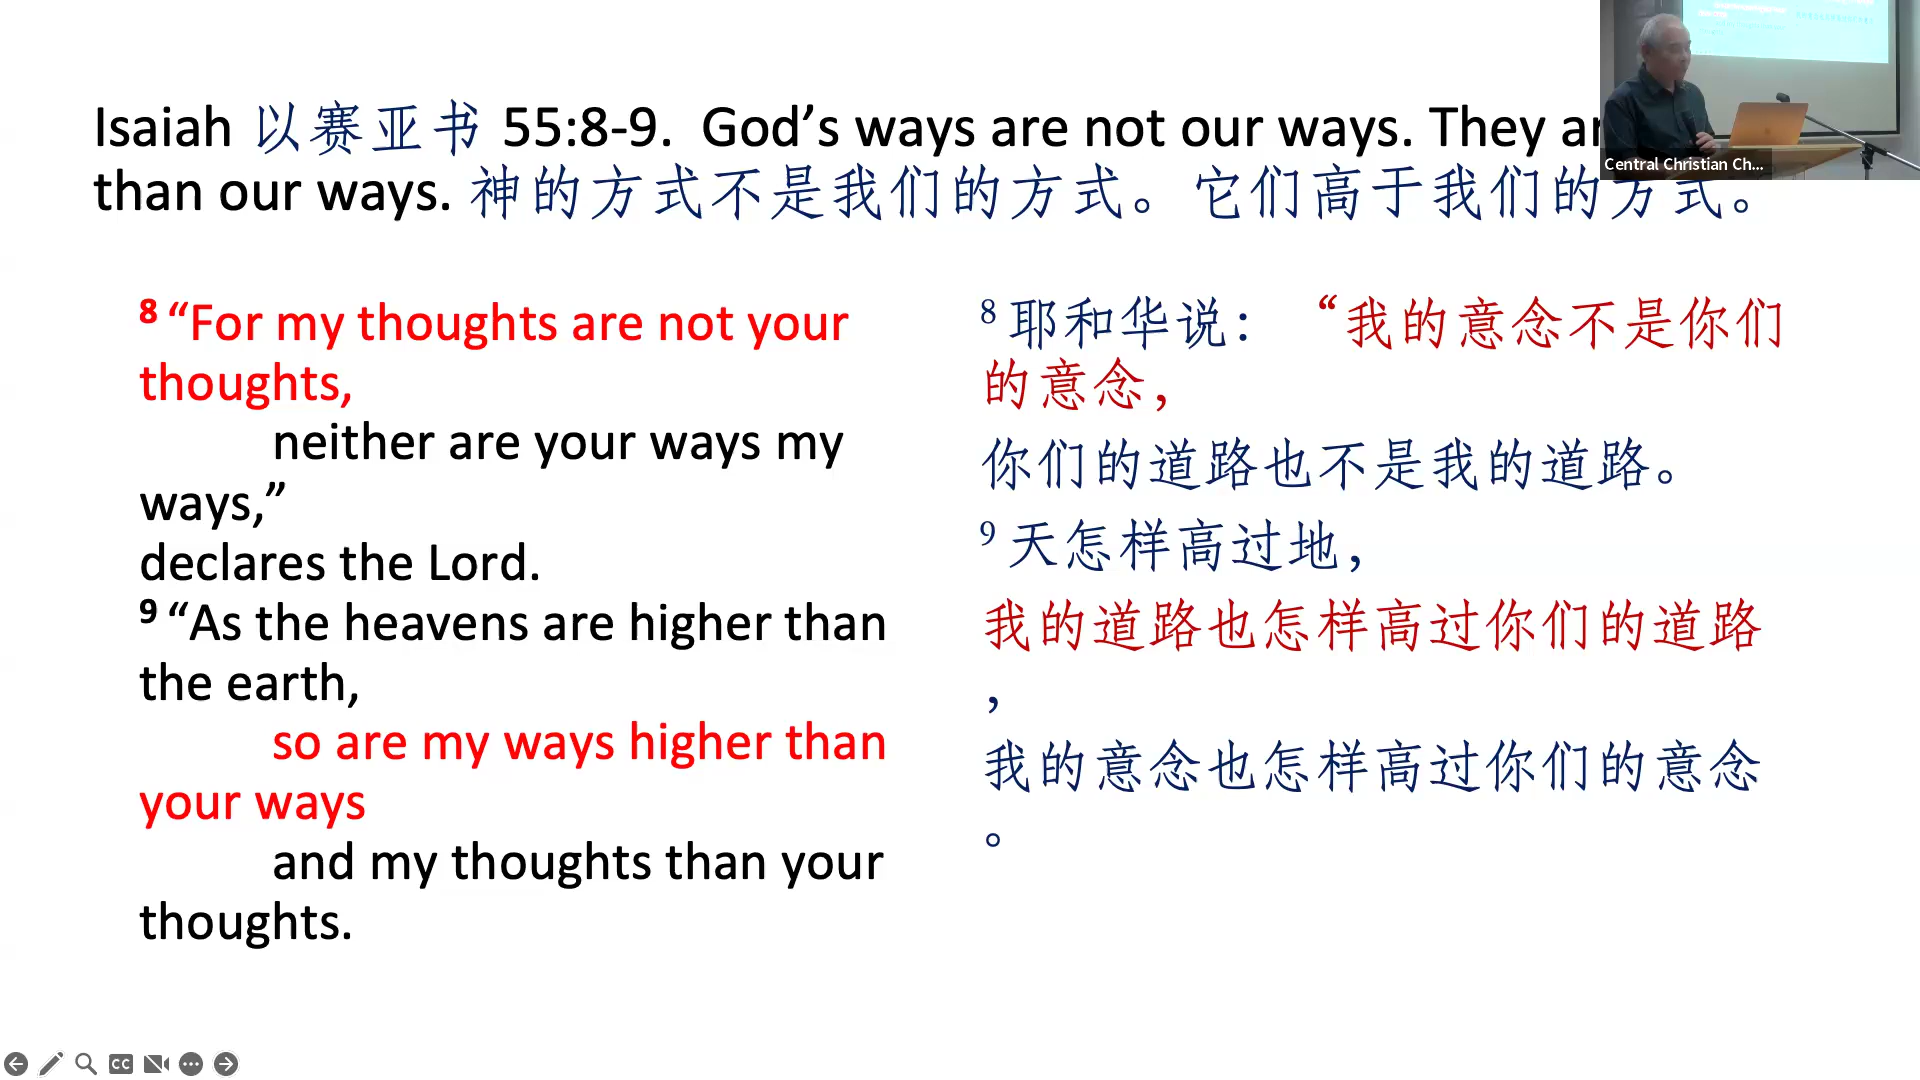 Isaiah 以赛亚书 55:8-9.  God’s ways are not our ways. They
than our ways. 神的方式不是我们的方式。它们高于我们的方式。
Central Christian Ch...
8 “For my thoughts are not your
thoughts,
neither are your ways my
ways,”
declares the Lord.
9 “As the heavens are higher than
the earth,
so are my ways higher than
your ways
and my thoughts than your
thoughts.
8 耶和华说： “我的意念不是你们
的意念，
你们的道路也不是我的道路。
9 天怎样高过地，
我的道路也怎样高过你们的道路
，
我的意念也怎样高过你们的意念
。
CC